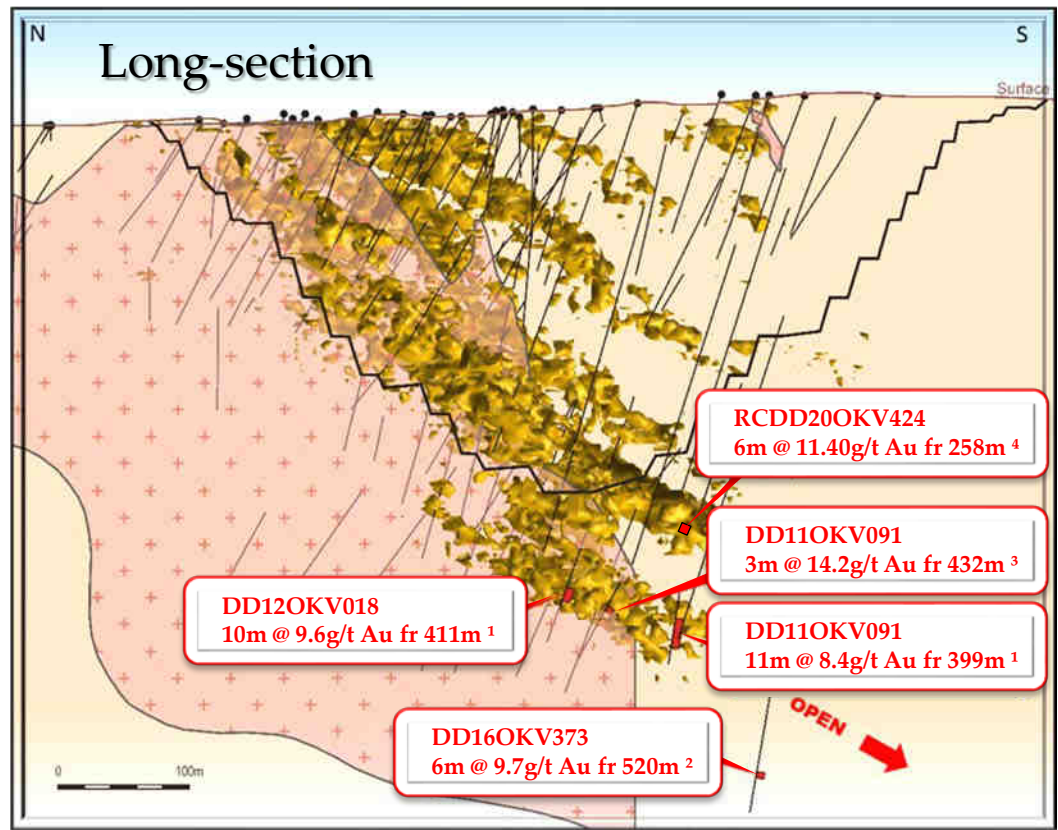 N
S
Long-section
Surface
RCDD20OKV424
6m @ 11.40g/t Au fr 258m ⁴
DD11OKV091
3m @ 14.2g/t Au fr 432m ³
DD12OKV018
10m @ 9.6g/t Au fr 411m ¹
DD11OKV091
11m @ 8.4g/t Au fr 399m ¹
OPEN
DD16OKV373
6m @ 9.7g/t Au fr 520m ²
0 100m